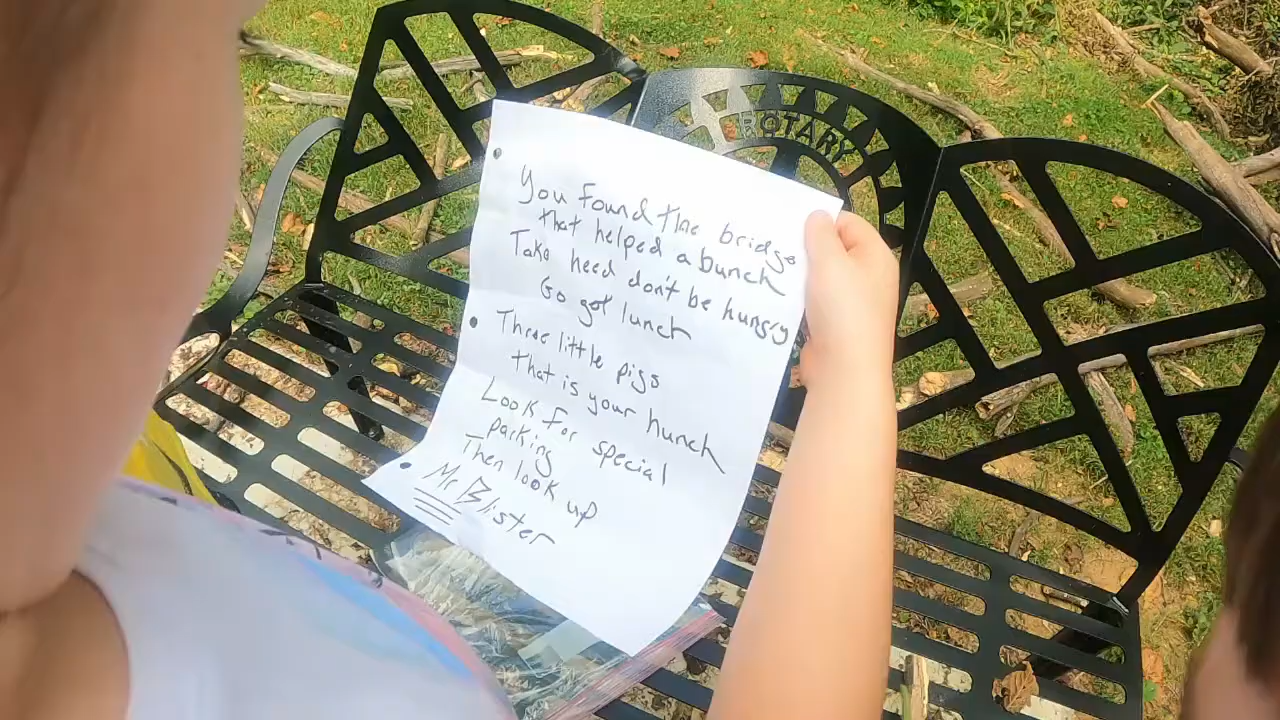 ROTARY
You found the bridge
that helped a bunch
Take heed don't be hungry
Go get lunch
Three little pigs
that is your hunch
Look for special
parking
Then look up
Mr Blister